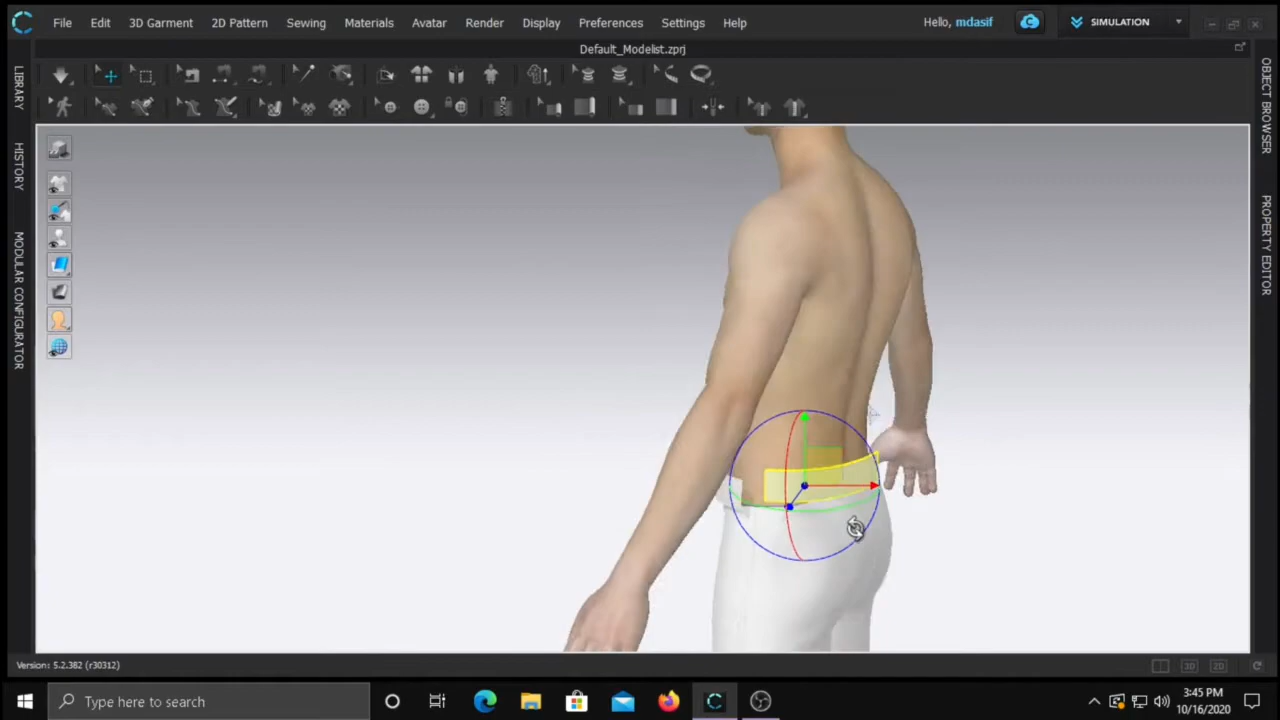 File Edit 3D Garment 2D Pattern Sewing Materials Avatar Render Display Preferences Settings Help Hello, mdasif SIMULATION
Default_Modelist.zprj
LIBRARY
HISTORY
MODULAR CONFIGURATOR
OBJECT BROWSER
PROPERTY EDITOR
Version: 5.2.382 (r30312)
3D 2D
Type here to search
3:45 PM
10/16/2020